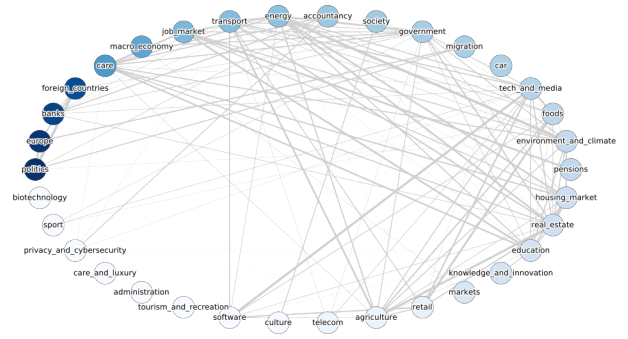 energy
accountancy
transport
society
job_market
government
macro_economy
migration
care
car
foreign_countries
tech_and_media
banks
foods
europe
environment_and_climate
politics
pensions
biotechnology
housing_market
sport
real_estate
privacy_and_cybersecurity
education
care_and_luxury
knowledge_and_innovation
administration
markets
tourism_and_recreation
retail
software
agriculture
culture
telecom